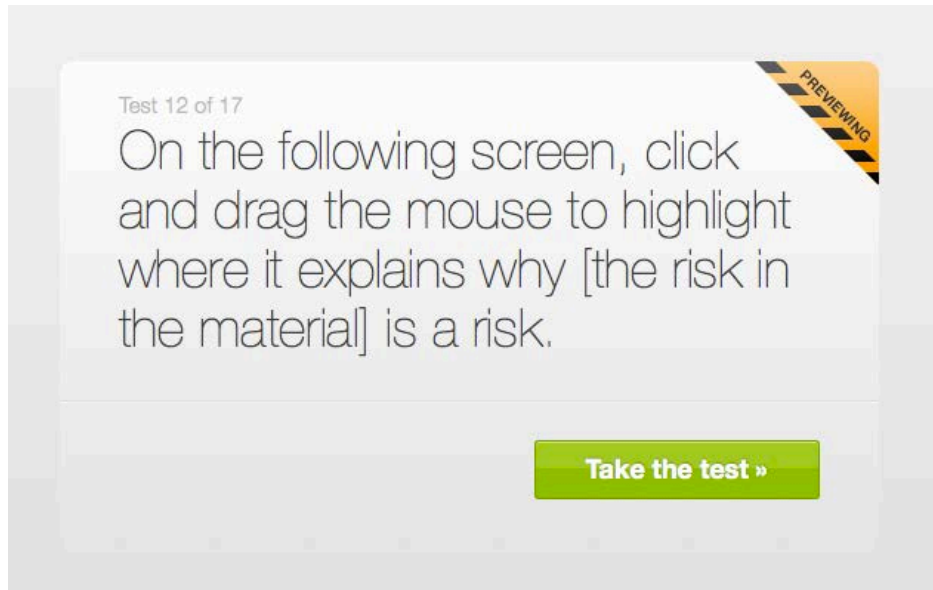 Test 12 of 17
PREVIEWING
On the following screen, click
and drag the mouse to highlight
where it explains why [the risk in
the material] is a risk.
Take the test »